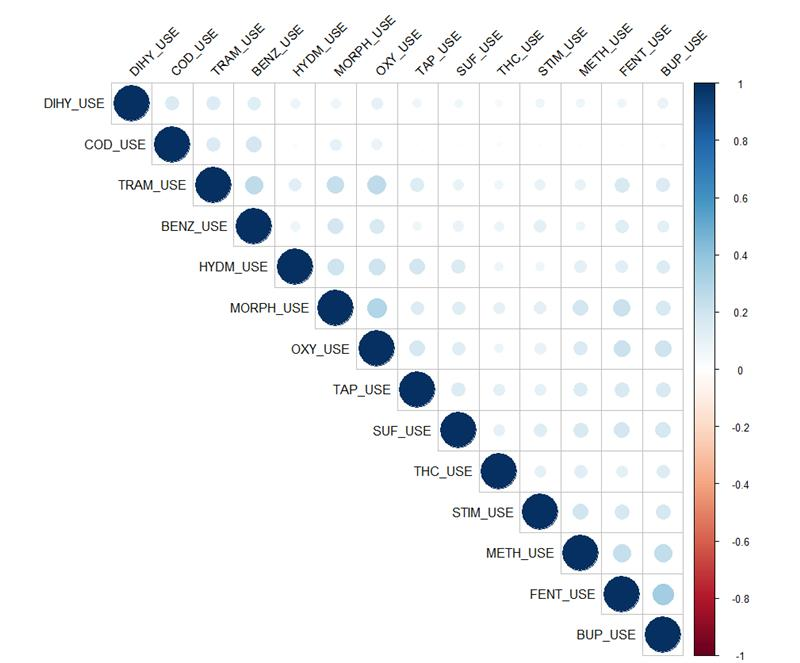 DIHY_USE
COD_USE
TRAM_USE
BENZ_USE
HYDM_USE
MORPH_USE
OXY_USE
TAP_USE
SUF_USE
THC_USE
STIM_USE
METH_USE
FENT_USE
BUP_USE
DIHY_USE
COD_USE
TRAM_USE
BENZ_USE
HYDM_USE
MORPH_USE
OXY_USE
TAP_USE
SUF_USE
THC_USE
STIM_USE
METH_USE
FENT_USE
BUP_USE
1
0.8
0.6
0.4
0.2
0
-0.2
-0.4
-0.6
-0.8
-1